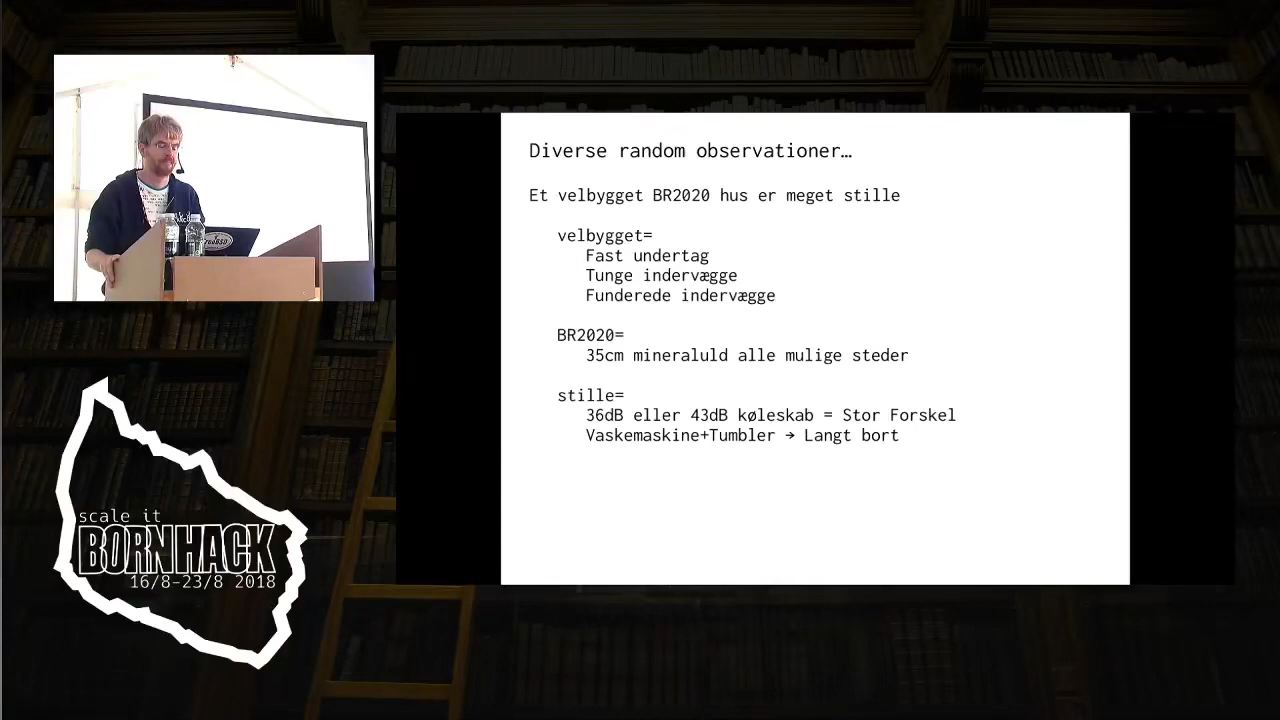 Diverse random observationer…
Et velbygget BR2020 hus er meget stille
velbygget=
Fast undertag
Tunge indervægge
Funderede indervægge
BR2020=
35cm mineraluld alle mulige steder
stille=
36dB eller 43dB køleskab = Stor Forskel
Vaskemaskine+Tumbler → Langt bort
scale it
BORNHACK
16/8-23/8 2018